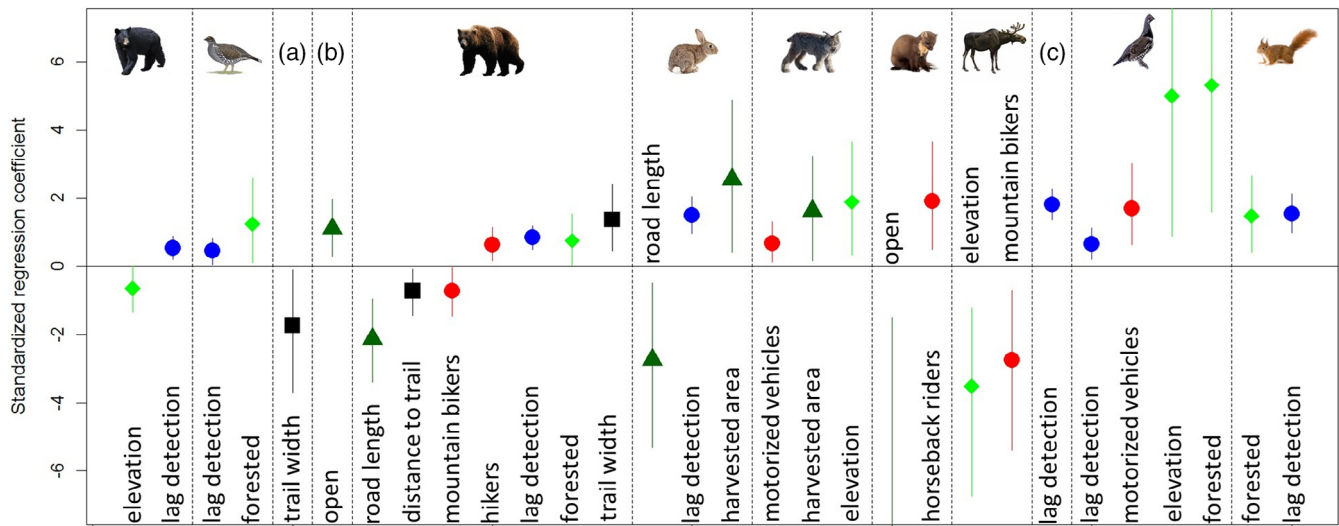 Standardized regression coefficient
6
4
2
0
-2
-4
-6
(a)
(b)
(c)
elevation
lag detection
lag detection
forested
trail width
open
road length
distance to trail
mountain bikers
hikers
lag detection
forested
trail width
road length
lag detection
harvested area
motorized vehicles
harvested area
elevation
open
horseback riders
elevation
mountain bikers
lag detection
lag detection
motorized vehicles
elevation
forested
forested
lag detection